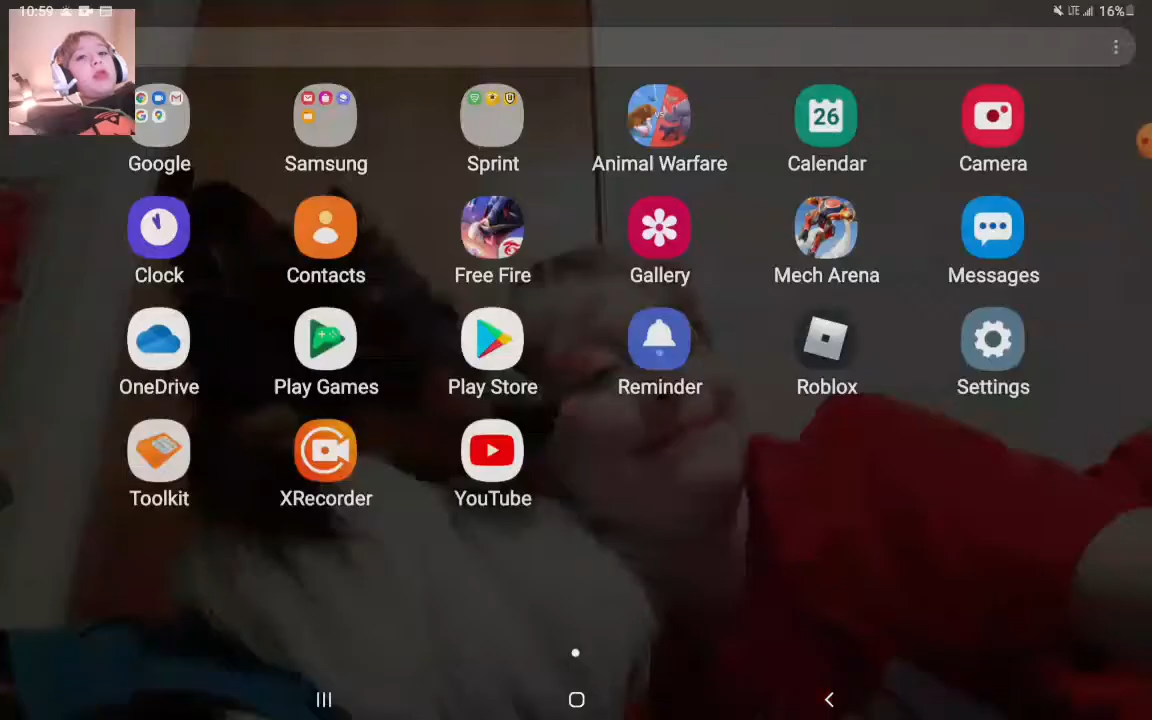 10:59 LTE 16%
Google Samsung Sprint Animal Warfare Calendar Camera
26
Clock Contacts Free Fire Gallery Mech Arena Messages
OneDrive Play Games Play Store Reminder Roblox Settings
Toolkit XRecorder YouTube